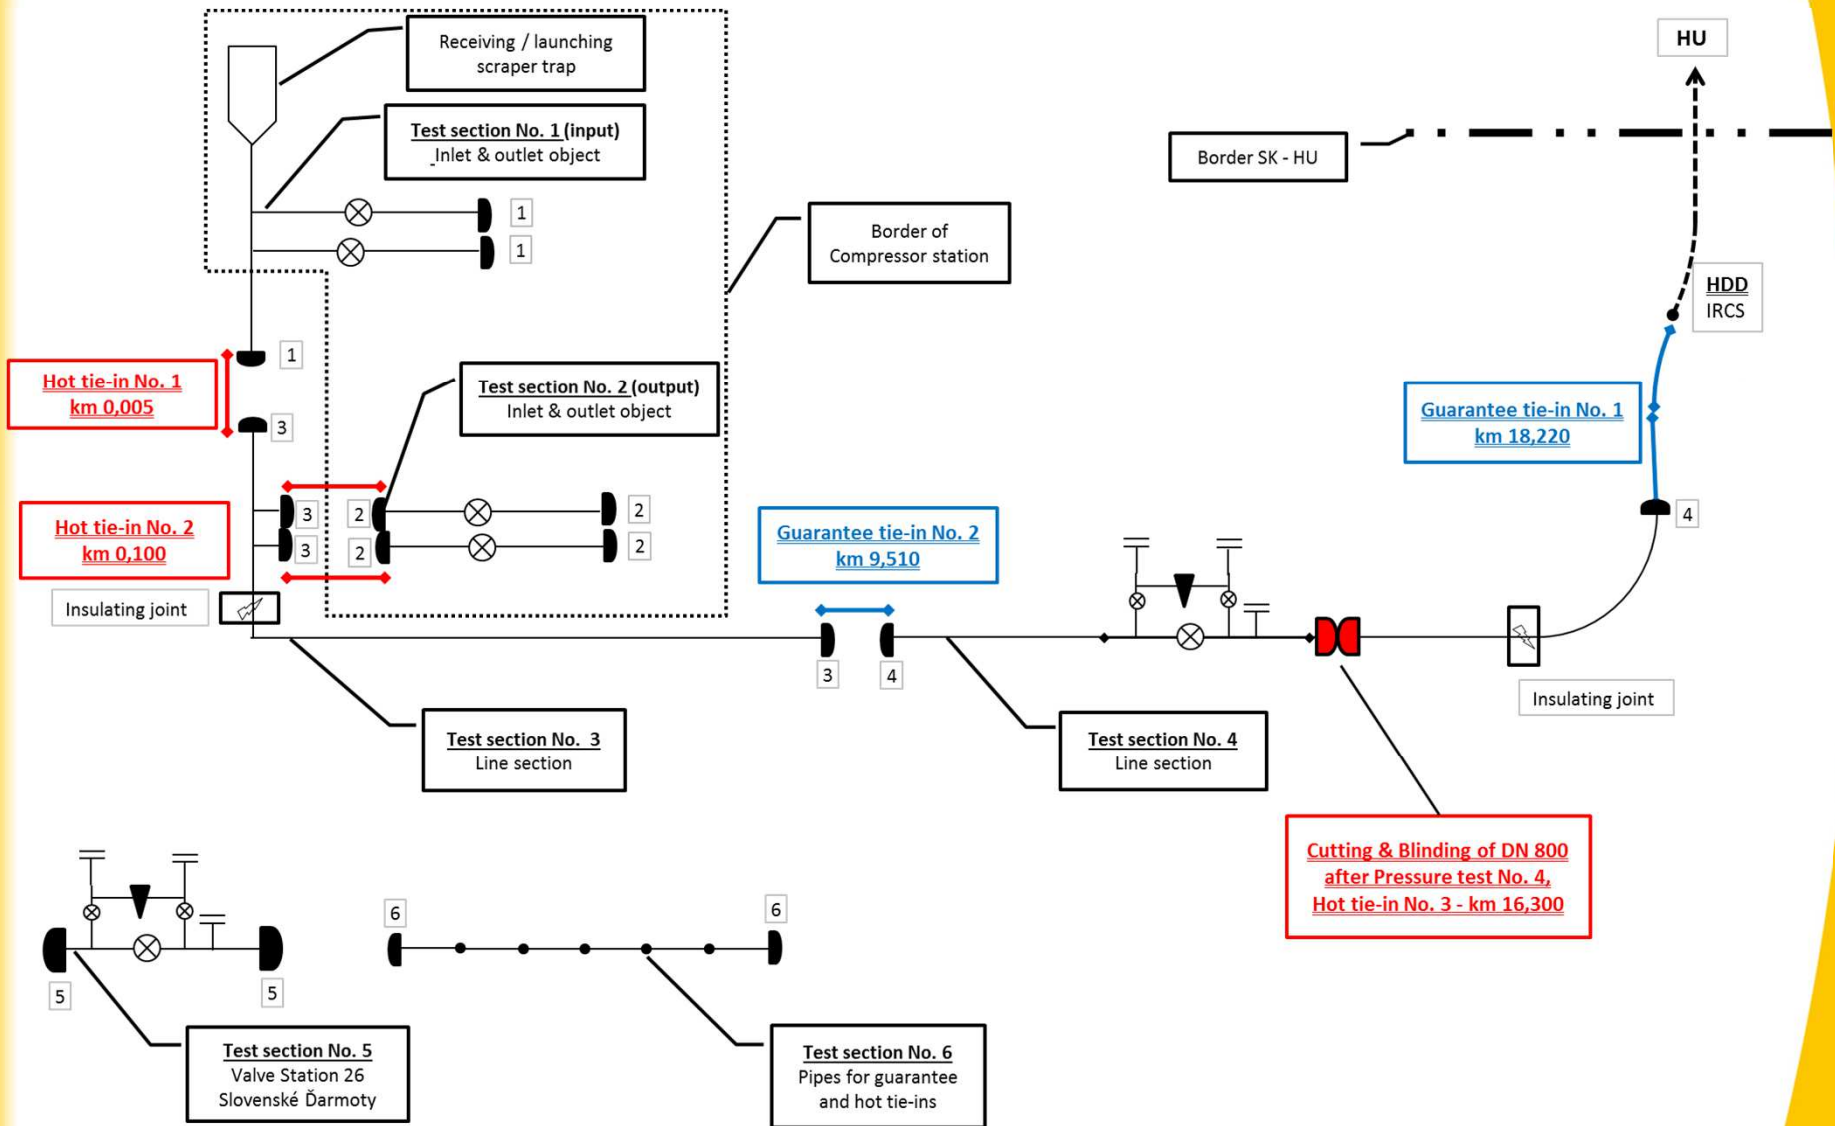 HU
Receiving / launching
scraper trap
Test section No. 1 (input)
_Inlet & outlet object
Border SK - HU
1
1
Border of
Compressor station
HDD
IRCS
1
Hot tie-in No. 1
km 0,005
3
Test section No. 2 (output)
Inlet & outlet object
Guarantee tie-in No. 1
km 18,220
Hot tie-in No. 2
km 0,100
3
2
2
3
2
2
Guarantee tie-in No. 2
km 9,510
4
Insulating joint
3
4
Insulating joint
Test section No. 3
Line section
Test section No. 4
Line section
Cutting & Blinding of DN 800
after Pressure test No. 4,
Hot tie-in No. 3 - km 16,300
6
6
5
5
Test section No. 5
Valve Station 26
Slovenské Ďarmoty
Test section No. 6
Pipes for guarantee
and hot tie-ins